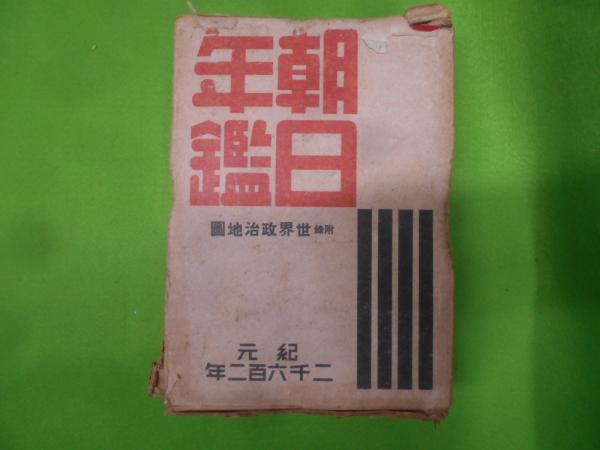 朝日
年鑑
附錄 世界政治地圖
紀元
二千六百二年